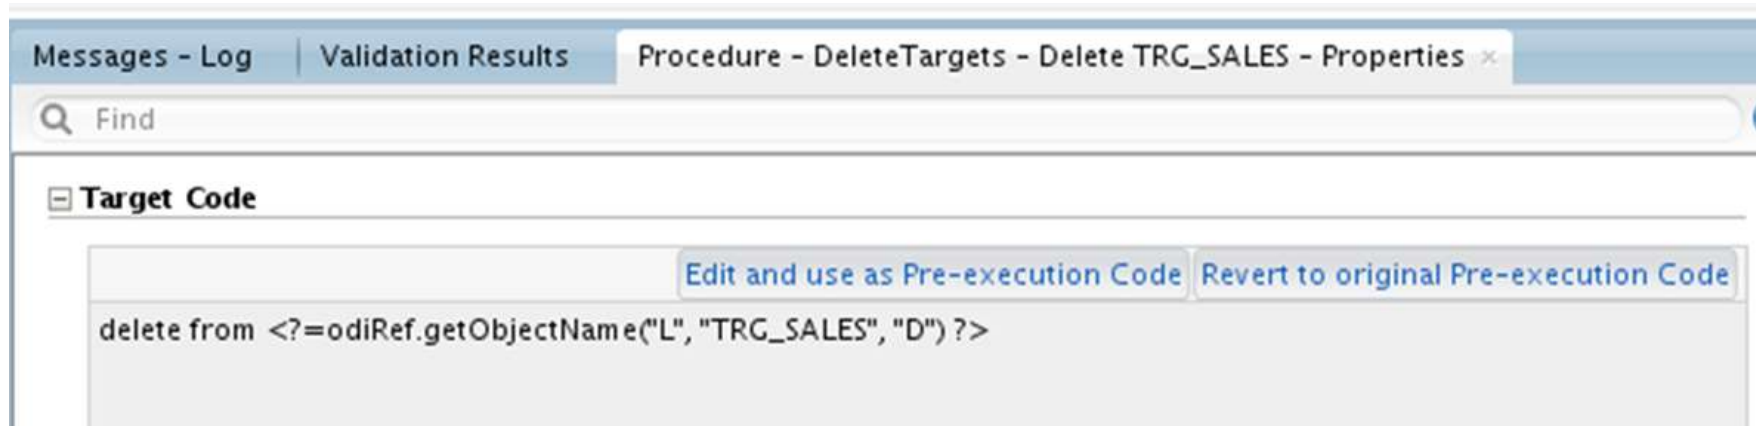 Messages - Log Validation Results Procedure - DeleteTargets - Delete TRG_SALES - Properties ×
Find
Target Code
Edit and use as Pre-execution Code Revert to original Pre-execution Code
delete from <?=odiRef.getObjectName("L", "TRG_SALES", "D") ?>